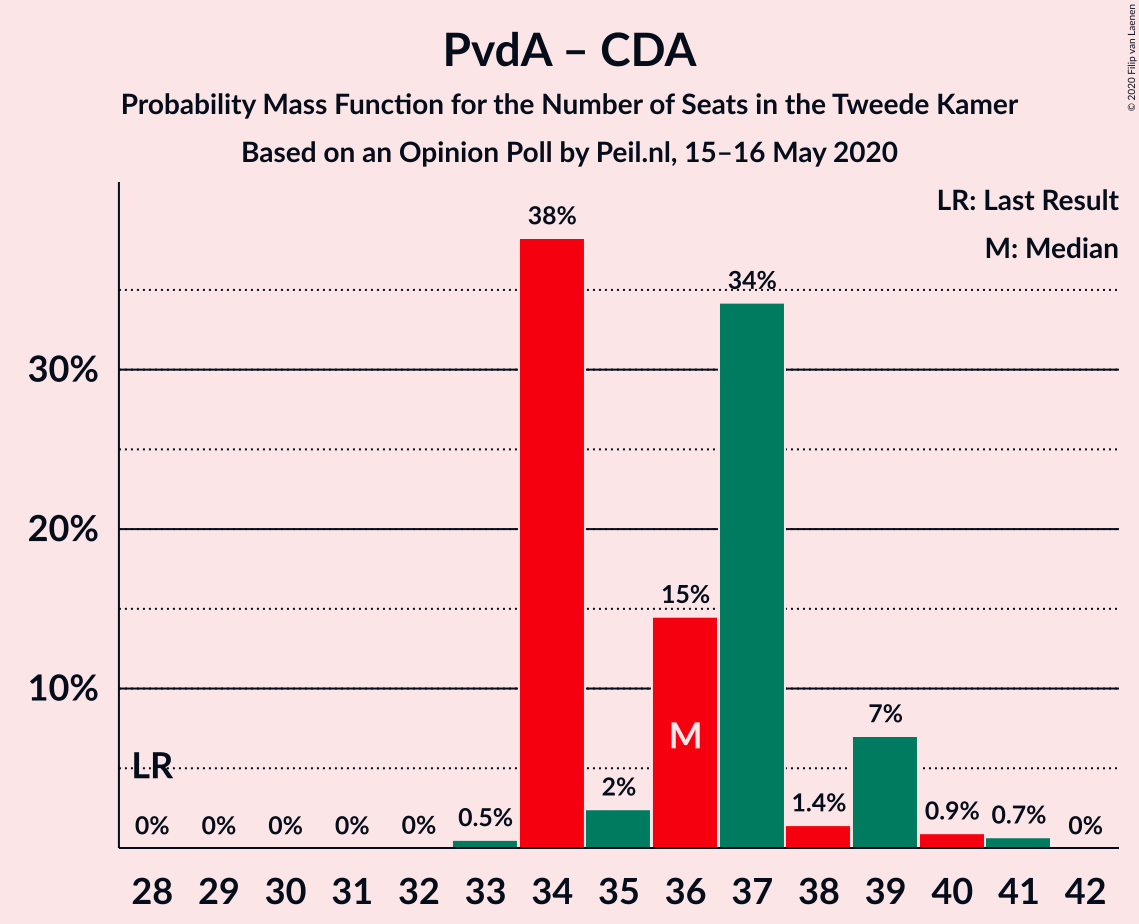 PvdA – CDA
Probability Mass Function for the Number of Seats in the Tweede Kamer
Based on an Opinion Poll by Peil.nl, 15–16 May 2020
© 2020 Filip van Laenen
LR: Last Result
M: Median
38%
34%
30%
20%
15%
10%
M
7%
LR
2%
1.4%
0.9%
0.7%
0.5%
0% 0% 0% 0% 0% 0%
28 29 30 31 32 33 34 35 36 37 38 39 40 41 42